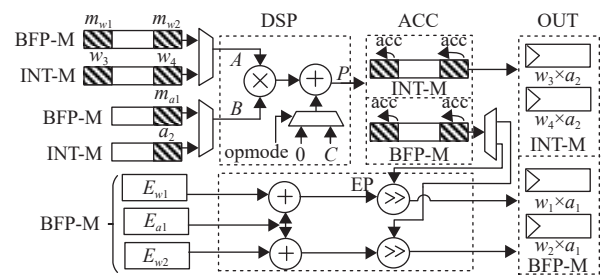 m_w1 m_w2 DSP ACC OUT
BFP-M
w_3 w_4 A acc acc
INT-M P
INT-M w_3×a_2
m_a1
BFP-M B acc acc w_4×a_2
a_2 INT-M
INT-M opmode 0 C BFP-M
E_w1 EP
>> w_1×a_1
BFP-M E_a1
E_w2 >> w_2×a_1
BFP-M